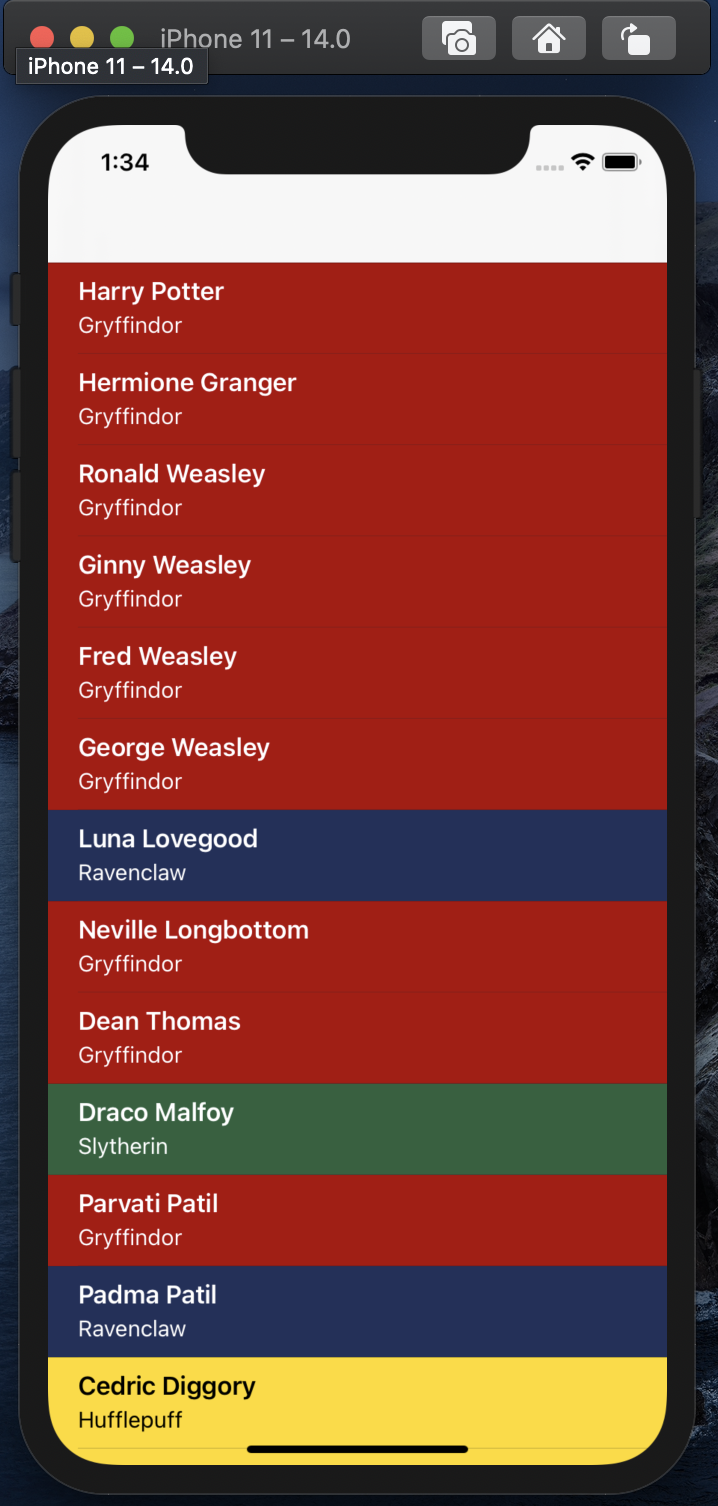 iPhone 11 – 14.0
iPhone 11 – 14.0
1:34
Harry Potter
Gryffindor
Hermione Granger
Gryffindor
Ronald Weasley
Gryffindor
Ginny Weasley
Gryffindor
Fred Weasley
Gryffindor
George Weasley
Gryffindor
Luna Lovegood
Ravenclaw
Neville Longbottom
Gryffindor
Dean Thomas
Gryffindor
Draco Malfoy
Slytherin
Parvati Patil
Gryffindor
Padma Patil
Ravenclaw
Cedric Diggory
Hufflepuff